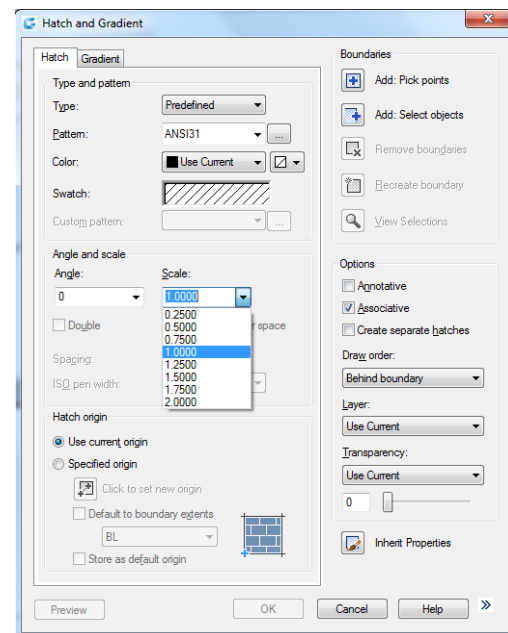 Hatch and Gradient
Hatch
Gradient
Type and pattern
Type:
Predefined
Pattern:
ANSI31
...
Color:
Use Current
Swatch:
Custom pattern:
...
Angle and scale
Angle:
Scale:
0
1.0000
0.2500
0.5000
0.7500
1.0000
1.2500
1.5000
1.7500
2.0000
Double
r space
Spacing:
ISO pen width:
Hatch origin
Use current origin
Specified origin
Click to set new origin
Default to boundary extents
BL
Store as default origin
Boundaries
Add: Pick points
Add: Select objects
Remove boundaries
Recreate boundary
View Selections
Options
Annotative
Associative
Create separate hatches
Draw order:
Behind boundary
Layer:
Use Current
Transparency:
Use Current
0
Inherit Properties
Preview
OK
Cancel
Help